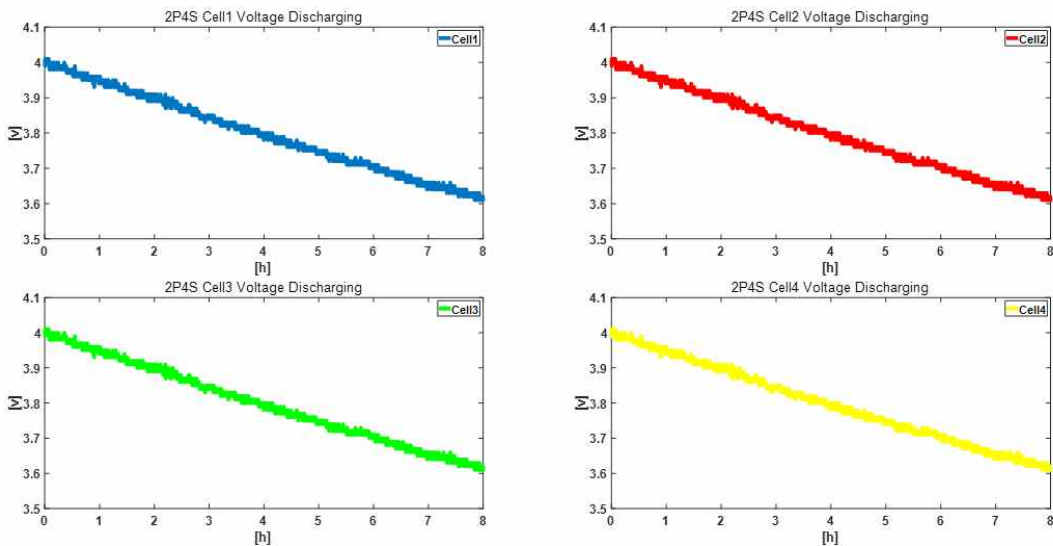 2P4S Cell1 Voltage Discharging
4.1
4
3.9
3.8
3.7
3.6
3.5
[v]
Cell1
0 1 2 3 4 5 6 7 8
[h]
2P4S Cell2 Voltage Discharging
4.1
4
3.9
3.8
3.7
3.6
3.5
[v]
Cell2
0 1 2 3 4 5 6 7 8
[h]
2P4S Cell3 Voltage Discharging
4.1
4
3.9
3.8
3.7
3.6
3.5
[v]
Cell3
0 1 2 3 4 5 6 7 8
[h]
2P4S Cell4 Voltage Discharging
4.1
4
3.9
3.8
3.7
3.6
3.5
[v]
Cell4
0 1 2 3 4 5 6 7 8
[h]